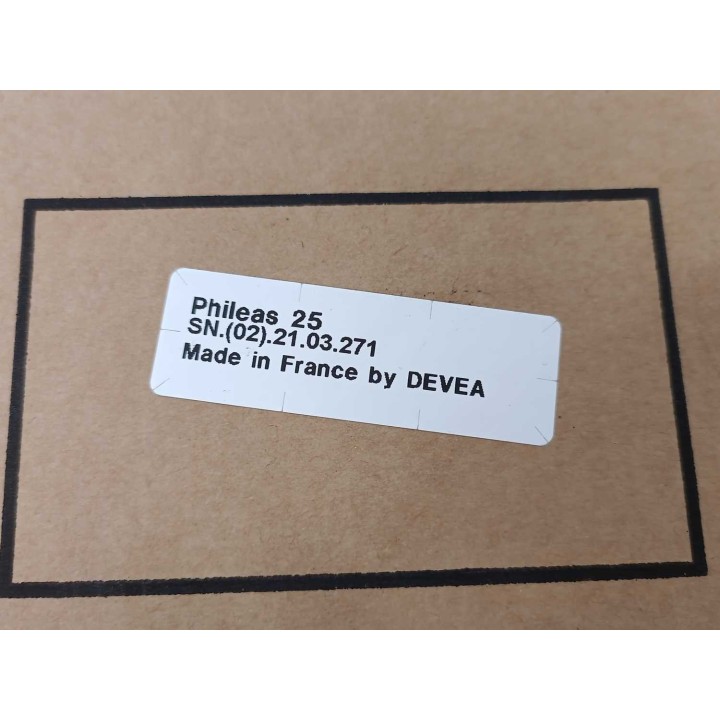 Phileas 25
SN.(02).21.03.271
Made in France by DEVEA